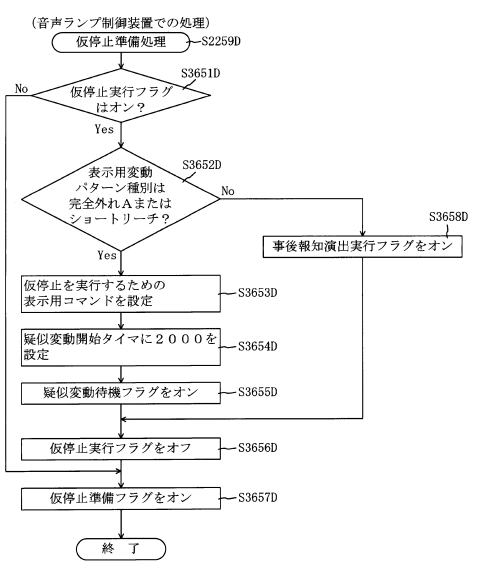 (音声ランプ制御装置での処理)
仮停止準備処理
S2259D
S3651D
仮停止実行フラグ
はオン?
No
Yes
S3652D
表示用変動
パターン種別は
完全外れAまたは
ショートリーチ?
No
Yes
S3658D
事後報知演出実行フラグをオン
仮停止を実行するための
表示用コマンドを設定
S3653D
疑似変動開始タイマに2000を
設定
S3654D
疑似変動待機フラグをオン
S3655D
仮停止実行フラグをオフ
S3656D
仮停止準備フラグをオン
S3657D
終 了